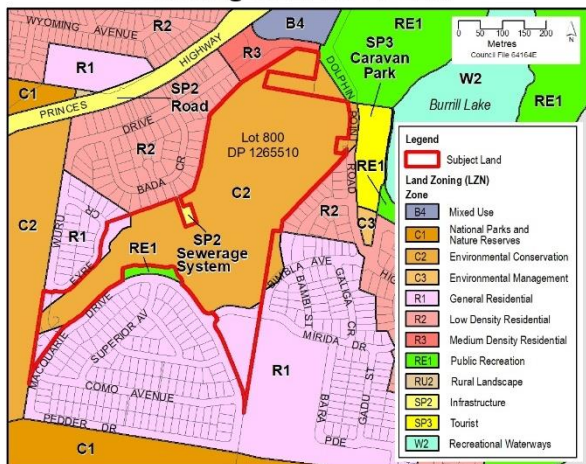 WYOMING AVENUE
R2
B4
RE1
R1
R3
SP3
Caravan
Park
0 50 100 150 200
Metres
Council File 64164E
N
C1
PRINCES HIGHWAY
SP2
Road
DOLPHIN POINT ROAD
W2
Burrill Lake
RE1
DRIVE
R2
BADA CR
Lot 800
DP 1265510
RE1
C2
C2
WURU CR
R1
SP2
Sewerage
System
R2
C3
EYRE
RE1
BUIBLA AVE
BAMBI ST
GALIGA CR
MIRIDA DR
MACQUARIE DRIVE
SUPERIOR AV
R1
COMO AVENUE
BARA PDE
GADU ST
PEDDER DR
C1
Legend
Subject Land
Land Zoning (LZN)
Zone
B4 Mixed Use
C1 National Parks and
Nature Reserves
C2 Environmental Conservation
C3 Environmental Management
R1 General Residential
R2 Low Density Residential
R3 Medium Density Residential
RE1 Public Recreation
RU2 Rural Landscape
SP2 Infrastructure
SP3 Tourist
W2 Recreational Waterways